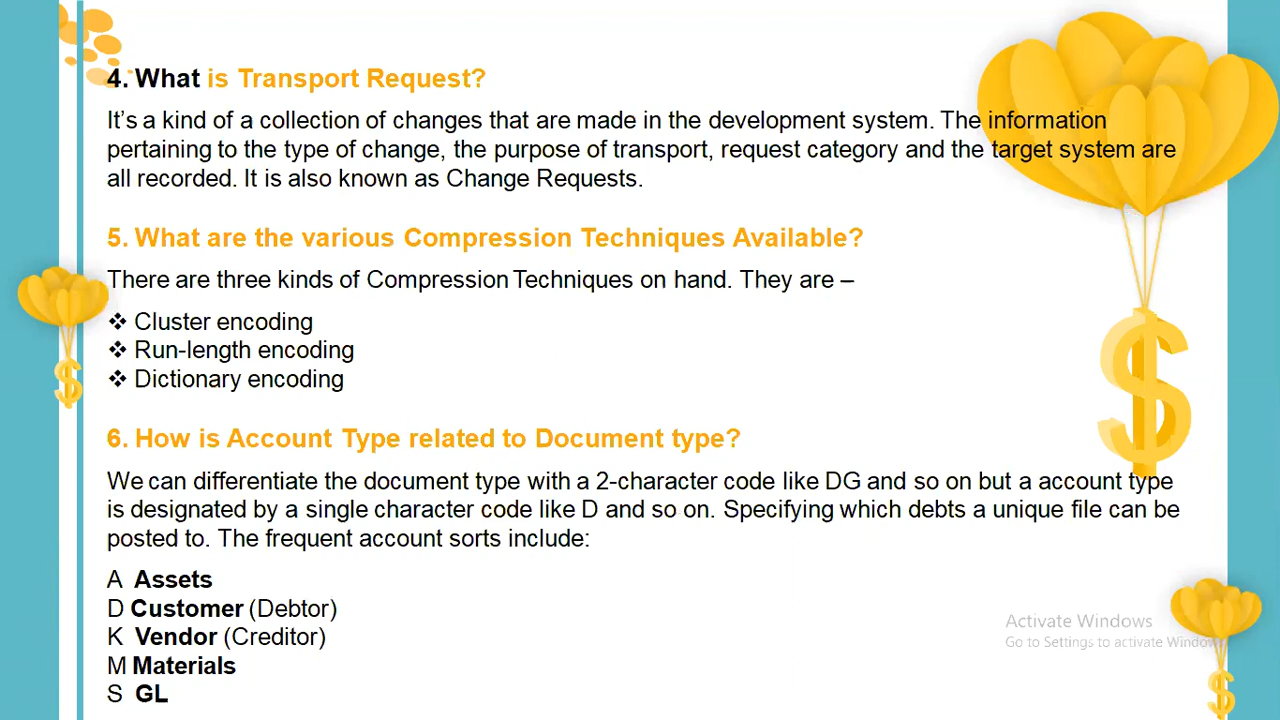 4. What is Transport Request?
It’s a kind of a collection of changes that are made in the development system. The information
pertaining to the type of change, the purpose of transport, request category and the target system are
all recorded. It is also known as Change Requests.
5. What are the various Compression Techniques Available?
There are three kinds of Compression Techniques on hand. They are –
❖ Cluster encoding
❖ Run-length encoding
❖ Dictionary encoding
6. How is Account Type related to Document type?
We can differentiate the document type with a 2-character code like DG and so on but a account type
is designated by a single character code like D and so on. Specifying which debts a unique file can be
posted to. The frequent account sorts include:
A Assets
D Customer (Debtor)
K Vendor (Creditor)
M Materials
S GL
Activate Windows
Go to Settings to activate Windows